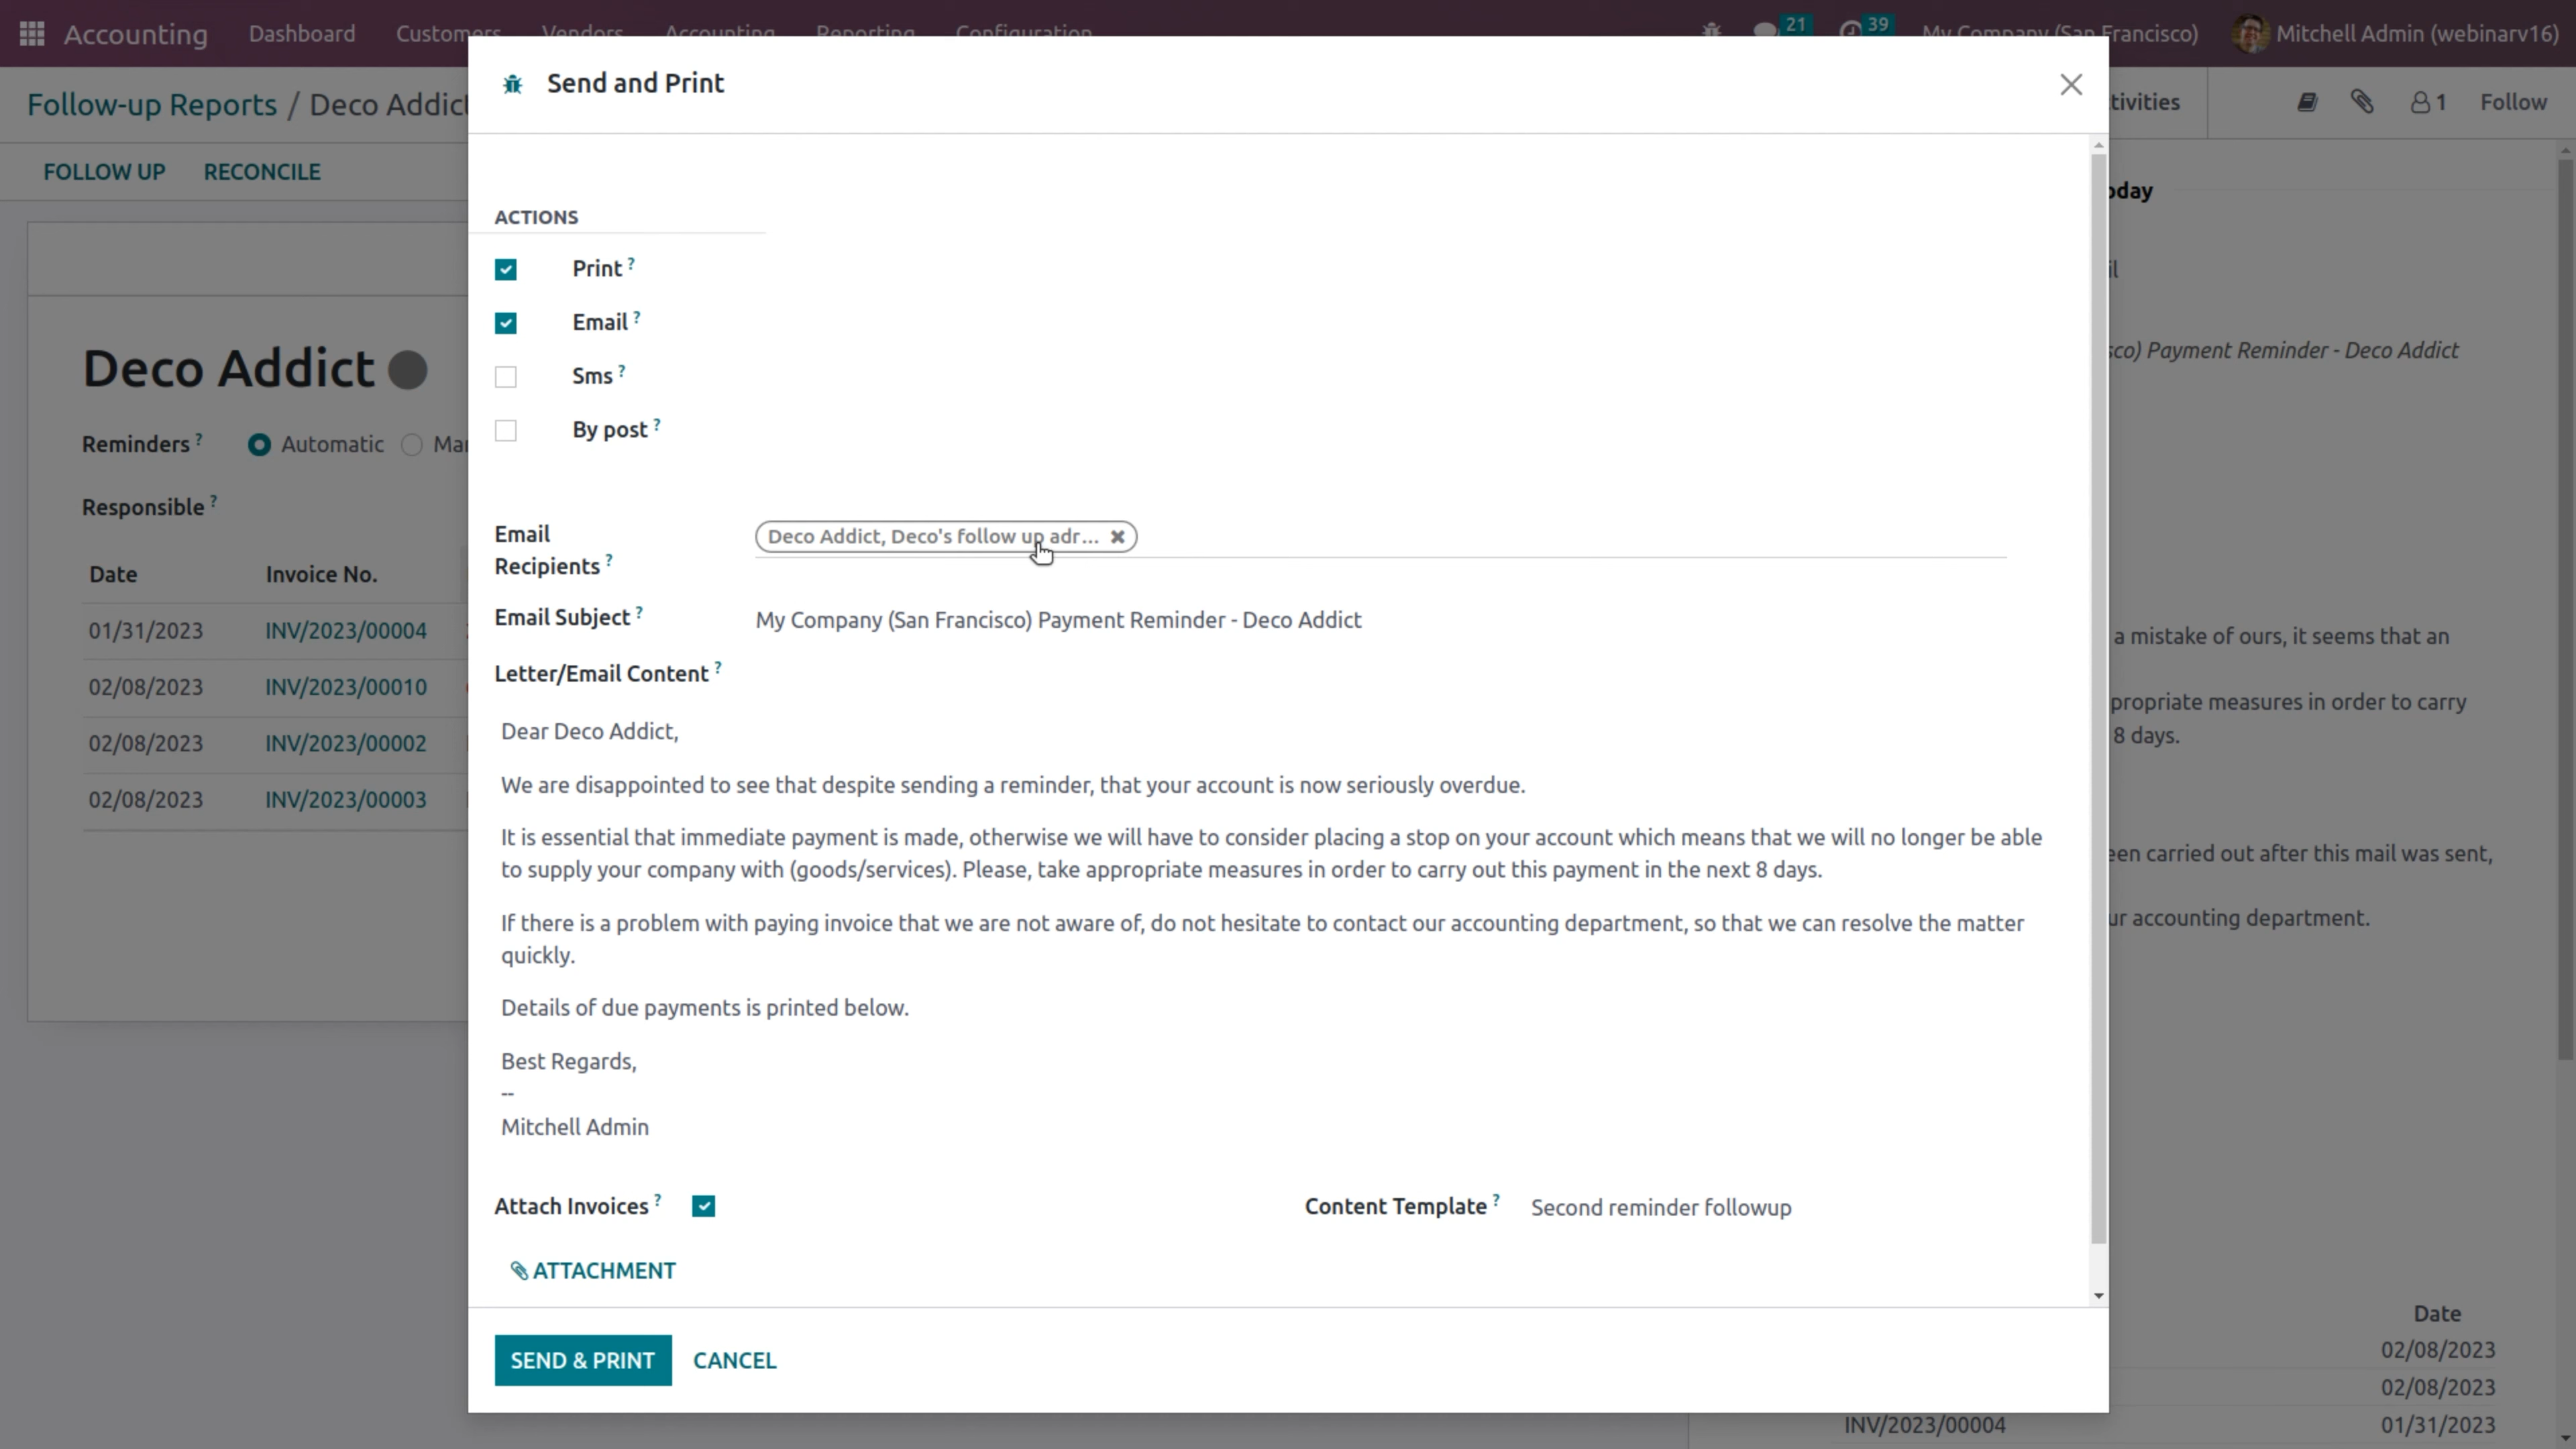 Accounting Dashboard Customers Vendors Accounting Reporting Configuration 21 39 My Company (San Francisco) Mitchell Admin (webinarv16)
Follow-up Reports / Deco Addict
FOLLOW UP RECONCILE
Deco Addict
Reminders ? Automatic
Responsible ?
Date Invoice No.
01/31/2023 INV/2023/00004
02/08/2023 INV/2023/00010
02/08/2023 INV/2023/00002
02/08/2023 INV/2023/00003
Send and Print
ACTIONS
Print ?
Email ?
Sms ?
By post ?
Email
Recipients ?
Deco Addict, Deco's follow up adr...
Email Subject ? My Company (San Francisco) Payment Reminder - Deco Addict
Letter/Email Content ?
Dear Deco Addict,
We are disappointed to see that despite sending a reminder, that your account is now seriously overdue.
It is essential that immediate payment is made, otherwise we will have to consider placing a stop on your account which means that we will no longer be able
to supply your company with (goods/services). Please, take appropriate measures in order to carry out this payment in the next 8 days.
If there is a problem with paying invoice that we are not aware of, do not hesitate to contact our accounting department, so that we can resolve the matter
quickly.
Details of due payments is printed below.
Best Regards,
--
Mitchell Admin
Attach Invoices ? Content Template ? Second reminder followup
ATTACHMENT
SEND & PRINT CANCEL
1 Follow
Payment Reminder - Deco Addict
a mistake of ours, it seems that an
measures in order to carry
8 days.
carried out after this mail was sent,
accounting department.
Date
02/08/2023
02/08/2023
INV/2023/00004 01/31/2023